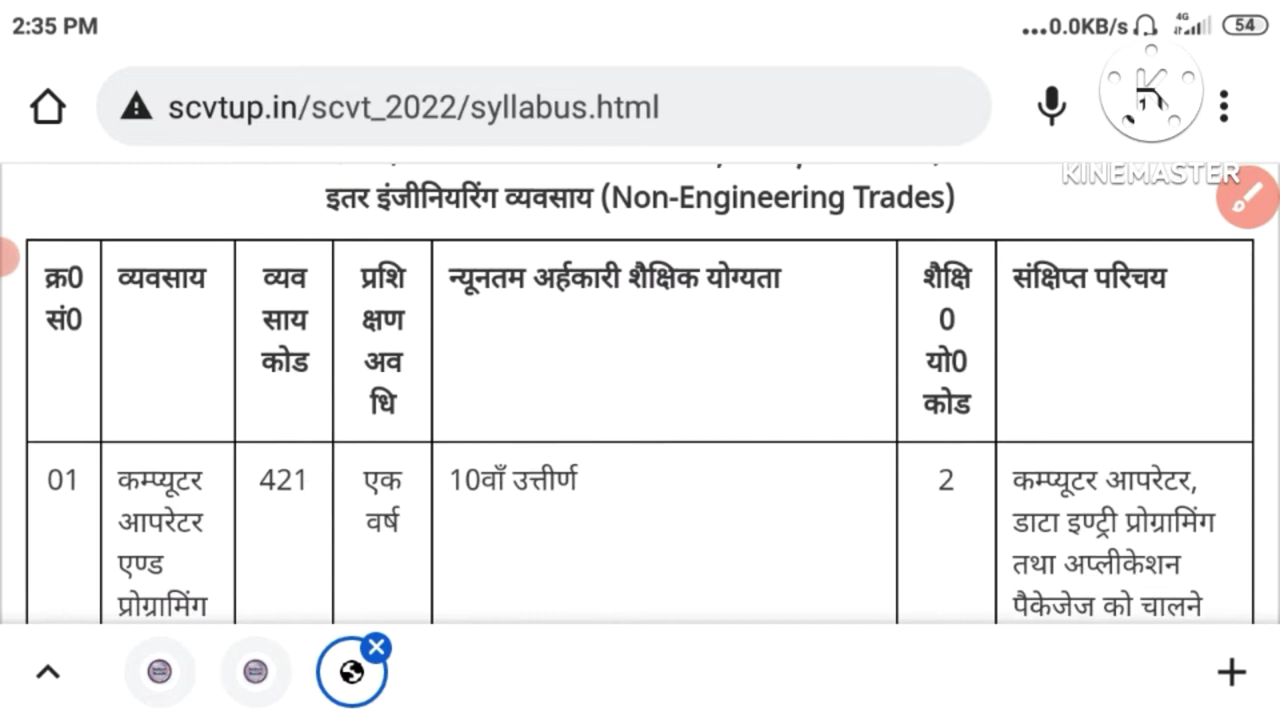 2:35 PM
...0.0KB/s 4G 54
scvtup.in/scvt_2022/syllabus.html
KINEMASTER
इतर इंजीनियरिंग व्यवसाय (Non-Engineering Trades)
क्र0
सं0
व्यवसाय
व्यव
साय
कोड
प्रशि
क्षण
अव
धि
न्यूनतम अर्हकारी शैक्षिक योग्यता
शैक्षि
0
यो0
कोड
संक्षिप्त परिचय
01
कम्प्यूटर
आपरेटर
एण्ड
प्रोग्रामिंग
421
एक
वर्ष
10वाँ उत्तीर्ण
2
कम्प्यूटर आपरेटर,
डाटा इण्ट्री प्रोग्रामिंग
तथा अप्लीकेशन
पैकेजेज को चालने